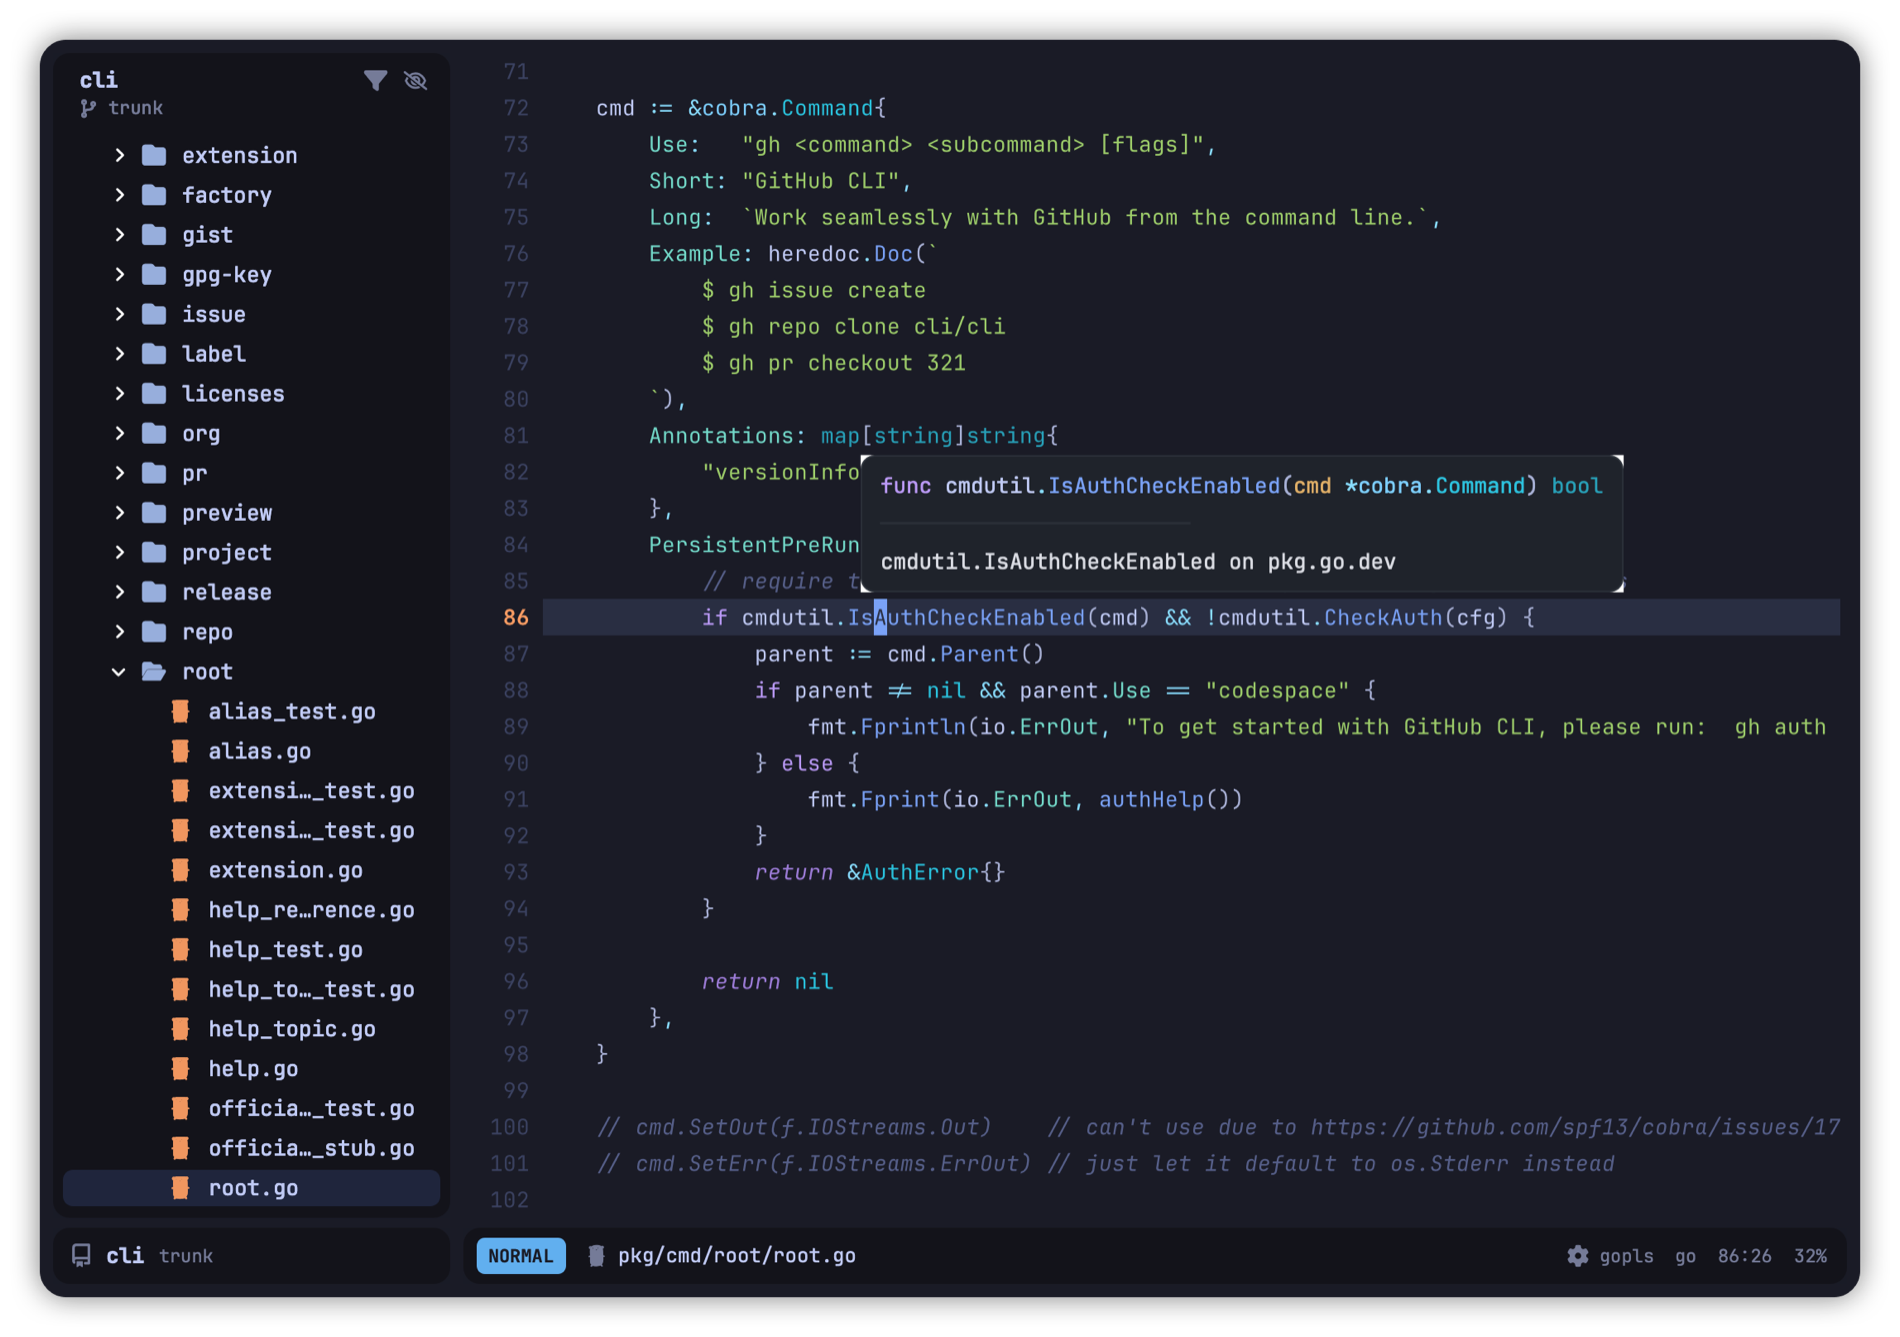 cli
trunk
extension
factory
gist
gpg-key
issue
label
licenses
org
pr
preview
project
release
repo
root
alias_test.go
alias.go
extensi…_test.go
extensi…_test.go
extension.go
help_re…rence.go
help_test.go
help_to…_test.go
help_topic.go
help.go
officia…_test.go
officia…_stub.go
root.go
cli trunk
71
72 cmd := &cobra.Command{
73 Use: "gh <command> <subcommand> [flags]",
74 Short: "GitHub CLI",
75 Long: `Work seamlessly with GitHub from the command line.`,
76 Example: heredoc.Doc(`
77 $ gh issue create
78 $ gh repo clone cli/cli
79 $ gh pr checkout 321
80 `),
81 Annotations: map[string]string{
82 "versionInfo
83 },
84 PersistentPreRun
85 // require t
func cmdutil.IsAuthCheckEnabled(cmd *cobra.Command) bool
cmdutil.IsAuthCheckEnabled on pkg.go.dev
86 if cmdutil.IsAuthCheckEnabled(cmd) && !cmdutil.CheckAuth(cfg) {
87 parent := cmd.Parent()
88 if parent != nil && parent.Use == "codespace" {
89 fmt.Fprintln(io.ErrOut, "To get started with GitHub CLI, please run:  gh auth
90 } else {
91 fmt.Fprint(io.ErrOut, authHelp())
92 }
93 return &AuthError{}
94 }
95
96 return nil
97 },
98 }
99
100 // cmd.SetOut(f.IOStreams.Out) // can't use due to https://github.com/spf13/cobra/issues/17
101 // cmd.SetErr(f.IOStreams.ErrOut) // just let it default to os.Stderr instead
102
NORMAL pkg/cmd/root/root.go gopls go 86:26 32%